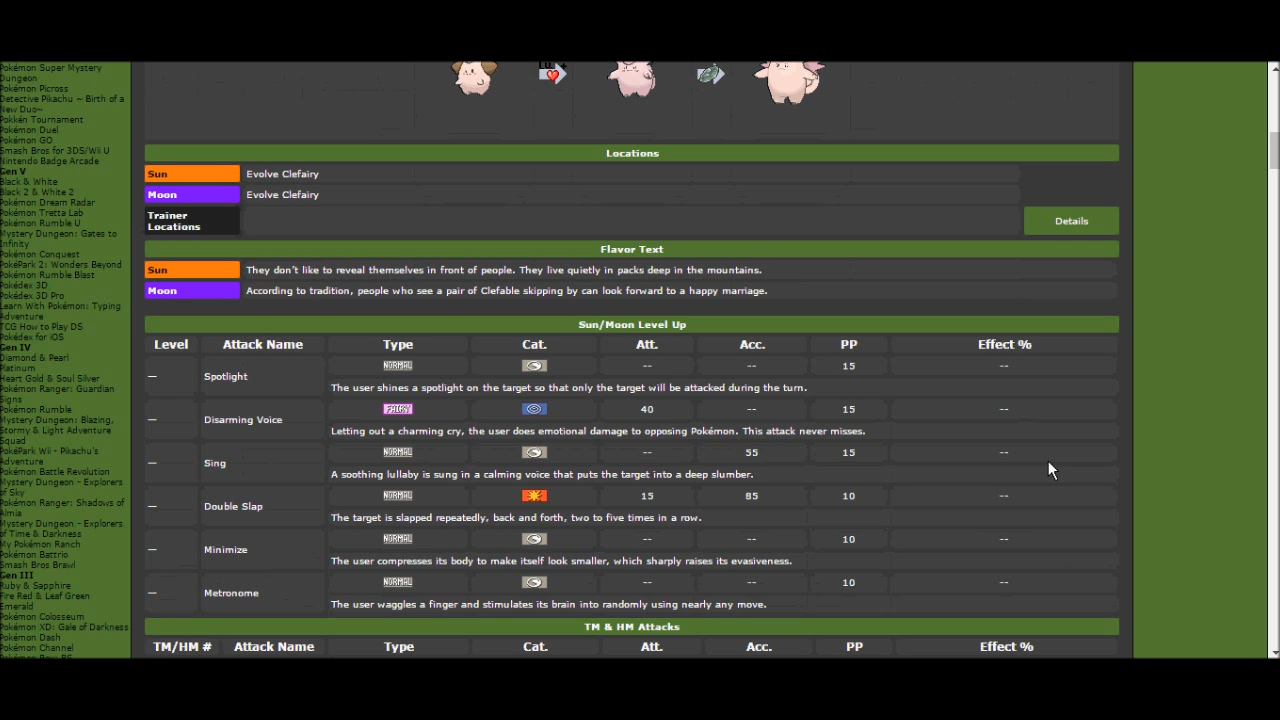 Pokémon Super Mystery
Dungeon
Pokémon Picross
Detective Pikachu ~ Birth of a
New Duo~
Pokkén Tournament
Pokémon Duel
Pokémon GO
Smash Bros for 3DS/Wii U
Nintendo Badge Arcade
Gen V
Black & White
Black 2 & White 2
Pokémon Dream Radar
Pokémon Tretta Lab
Pokémon Rumble U
Mystery Dungeon: Gates to
Infinity
Pokémon Conquest
PokéPark 2: Wonders Beyond
Pokémon Rumble Blast
Pokédex 3D
Pokédex 3D Pro
Learn With Pokémon: Typing
Adventure
TCG How to Play DS
Pokédex for iOS
Gen IV
Diamond & Pearl
Platinum
Heart Gold & Soul Silver
Pokémon Ranger: Guardian
Signs
Pokémon Rumble
Mystery Dungeon: Blazing,
Stormy & Light Adventure
Squad
PokéPark Wii - Pikachu's
Adventure
Pokémon Battle Revolution
Mystery Dungeon - Explorers
of Sky
Pokémon Ranger: Shadows of
Almia
Mystery Dungeon - Explorers
of Time & Darkness
My Pokémon Ranch
Pokémon Battrio
Smash Bros Brawl
Gen III
Ruby & Sapphire
Fire Red & Leaf Green
Emerald
Pokémon Colosseum
Pokémon XD: Gale of Darkness
Pokémon Dash
Pokémon Channel
Locations
Sun Evolve Clefairy
Moon Evolve Clefairy
Trainer
Locations
Details
Flavor Text
Sun They don't like to reveal themselves in front of people. They live quietly in packs deep in the mountains.
Moon According to tradition, people who see a pair of Clefable skipping by can look forward to a happy marriage.
Sun/Moon Level Up
Level Attack Name Type Cat. Att. Acc. PP Effect %
— Spotlight NORMAL -- -- 15 --
The user shines a spotlight on the target so that only the target will be attacked during the turn.
— Disarming Voice FAIRY 40 -- 15 --
Letting out a charming cry, the user does emotional damage to opposing Pokémon. This attack never misses.
— Sing NORMAL -- 55 15 --
A soothing lullaby is sung in a calming voice that puts the target into a deep slumber.
— Double Slap NORMAL 15 85 10 --
The target is slapped repeatedly, back and forth, two to five times in a row.
— Minimize NORMAL -- -- 10 --
The user compresses its body to make itself look smaller, which sharply raises its evasiveness.
— Metronome NORMAL -- -- 10 --
The user waggles a finger and stimulates its brain into randomly using nearly any move.
TM & HM Attacks
TM/HM # Attack Name Type Cat. Att. Acc. PP Effect %